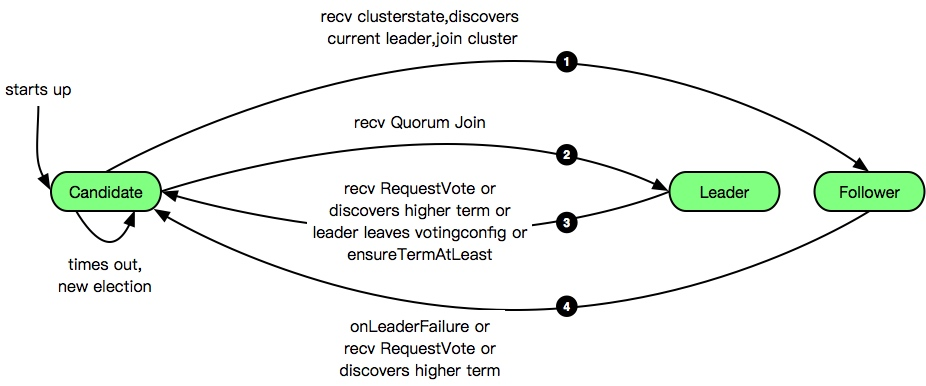 recv clusterstate,discovers
current leader,join cluster
1
starts up
recv Quorum Join
2
Candidate
Leader
Follower
recv RequestVote or
discovers higher term or
leader leaves votingconfig or
ensureTermAtLeast
3
times out,
new election
4
onLeaderFailure or
recv RequestVote or
discovers higher term